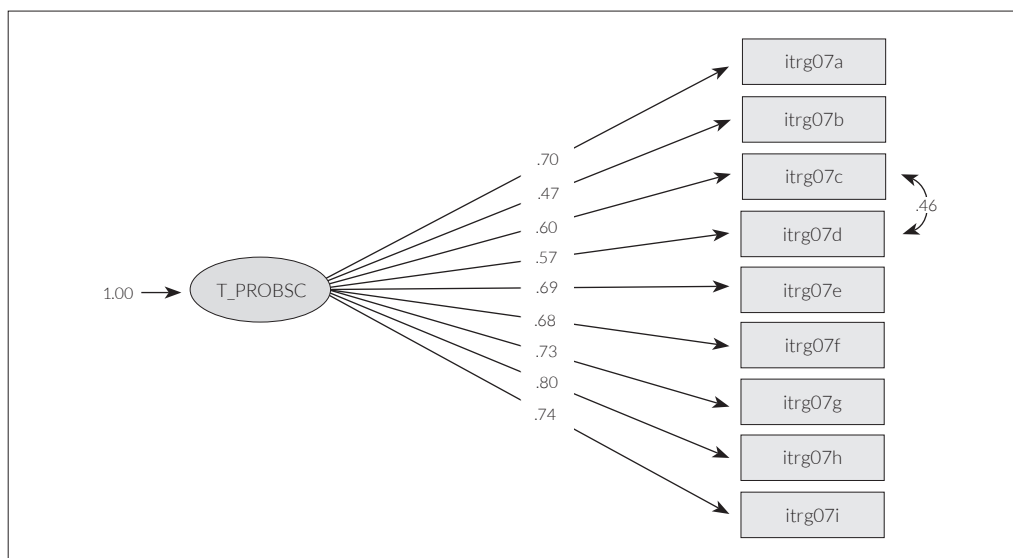 itrg07a
itrg07b
.70
.47
itrg07c
.60
.46
itrg07d
.57
1.00
T_PROBSC
.69
itrg07e
.68
itrg07f
.73
.80
itrg07g
.74
itrg07h
itrg07i